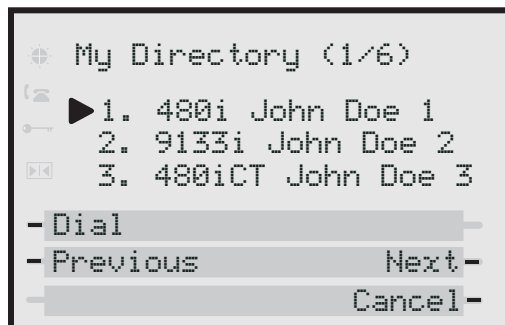 My Directory (1/6)
1. 480i John Doe 1
2. 9133i John Doe 2
3. 480iCT John Doe 3
Dial
Previous Next
Cancel